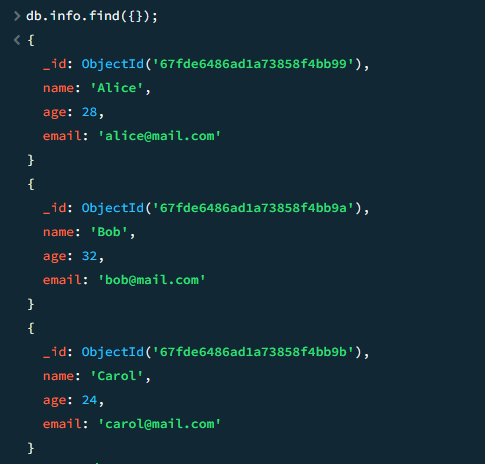 > db.info.find({});
< {
_id: ObjectId('67fde6486ad1a73858f4bb99'),
name: 'Alice',
age: 28,
email: 'alice@mail.com'
}
{
_id: ObjectId('67fde6486ad1a73858f4bb9a'),
name: 'Bob',
age: 32,
email: 'bob@mail.com'
}
{
_id: ObjectId('67fde6486ad1a73858f4bb9b'),
name: 'Carol',
age: 24,
email: 'carol@mail.com'
}